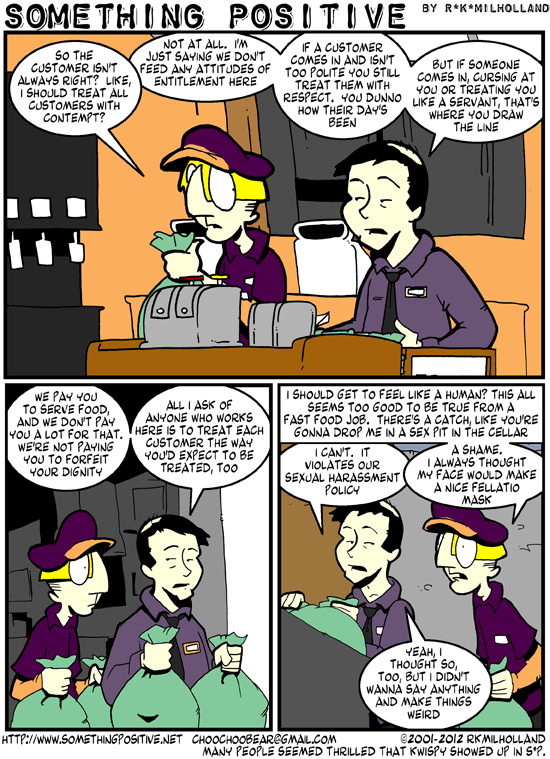 SOMETHING POSITIVE
BY R*K*MILHOLLAND
SO THE
CUSTOMER ISN'T
ALWAYS RIGHT? LIKE,
I SHOULD TREAT ALL
CUSTOMERS WITH
CONTEMPT?
NOT AT ALL. I'M
JUST SAYING WE DON'T
FEED ANY ATTITUDES OF
ENTITLEMENT HERE
IF A CUSTOMER
COMES IN AND ISN'T
TOO POLITE YOU STILL
TREAT THEM WITH
RESPECT. YOU DUNNO
HOW THEIR DAY'S
BEEN
BUT IF SOMEONE
COMES IN, CURSING AT
YOU OR TREATING YOU
LIKE A SERVANT, THAT'S
WHERE YOU DRAW
THE LINE
WE PAY YOU
TO SERVE FOOD,
AND WE DON'T PAY
YOU A LOT FOR THAT.
WE'RE NOT PAYING
YOU TO FORFEIT
YOUR DIGNITY
ALL I ASK OF
ANYONE WHO WORKS
HERE IS TO TREAT EACH
CUSTOMER THE WAY
YOU'D EXPECT TO BE
TREATED, TOO
I SHOULD GET TO FEEL LIKE A HUMAN? THIS ALL
SEEMS TOO GOOD TO BE TRUE FROM A
FAST FOOD JOB. THERE'S A CATCH, LIKE YOU'RE
GONNA DROP ME IN A SEX PIT IN THE CELLAR
I CAN'T. IT
VIOLATES OUR
SEXUAL HARASSMENT
POLICY
A SHAME.
I ALWAYS THOUGHT
MY FACE WOULD MAKE
A NICE FELLATIO
MASK
YEAH, I
THOUGHT SO,
TOO, BUT I DIDN'T
WANNA SAY ANYTHING
AND MAKE THINGS
WEIRD
HTTP://WWW.SOMETHINGPOSITIVE.NET CHOOCHOOBEAR@GMAIL.COM ©2001-2012 RKMILHOLLAND
MANY PEOPLE SEEMED THRILLED THAT KWISPY SHOWED UP IN S*P.